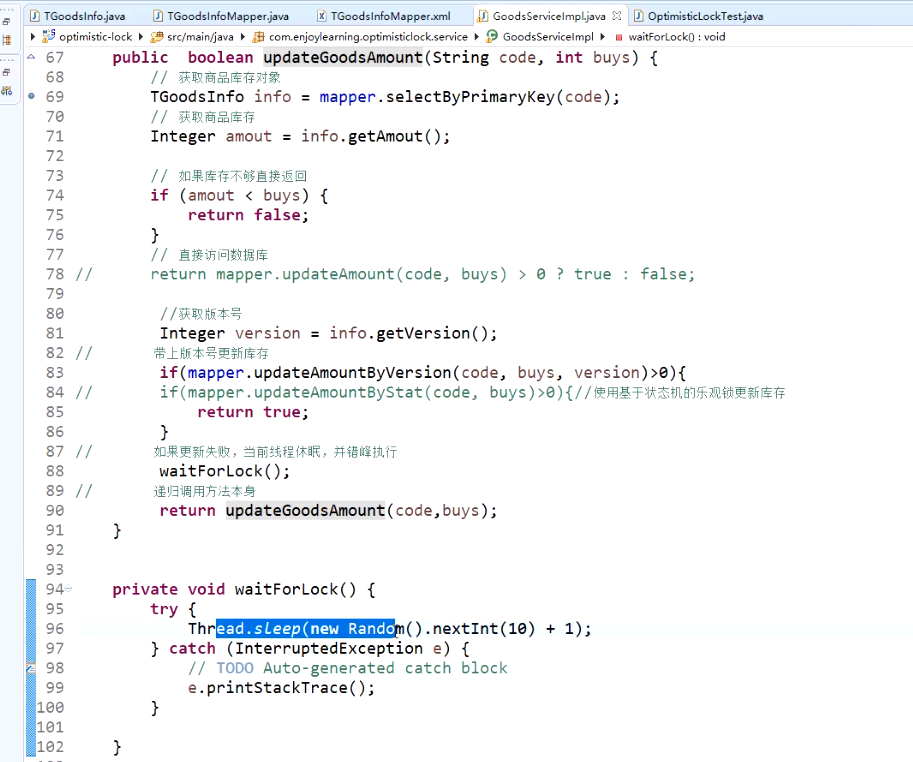 TGoodsInfo.java TGoodsInfoMapper.java TGoodsInfoMapper.xml GoodsServiceImpl.java OptimisticLockTest.java
optimistic-lock src/main/java com.enjoylearning.optimisticlock.service GoodsServiceImpl waitForLock() : void
67 public boolean updateGoodsAmount(String code, int buys) {
68 // 获取商品库存对象
69 TGoodsInfo info = mapper.selectByPrimaryKey(code);
70 // 获取商品库存
71 Integer amout = info.getAmout();
72
73 // 如果库存不够直接返回
74 if (amout < buys) {
75 return false;
76 }
77 // 直接访问数据库
78 // return mapper.updateAmount(code, buys) > 0 ? true : false;
79
80 //获取版本号
81 Integer version = info.getVersion();
82 // 带上版本号更新库存
83 if(mapper.updateAmountByVersion(code, buys, version)>0){
84 // if(mapper.updateAmountByStat(code, buys)>0){//使用基于状态机的乐观锁更新库存
85 return true;
86 }
87 // 如果更新失败，当前线程休眠，并错峰执行
88 waitForLock();
89 // 递归调用方法本身
90 return updateGoodsAmount(code,buys);
91 }
92
93
94 private void waitForLock() {
95 try {
96 Thread.sleep(new Random().nextInt(10) + 1);
97 } catch (InterruptedException e) {
98 // TODO Auto-generated catch block
99 e.printStackTrace();
100 }
101
102 }